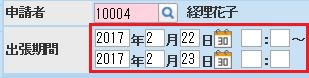 申請者 10004 経理花子
出張期間 2017 年 2 月 22 日 : ～
2017 年 2 月 23 日 :